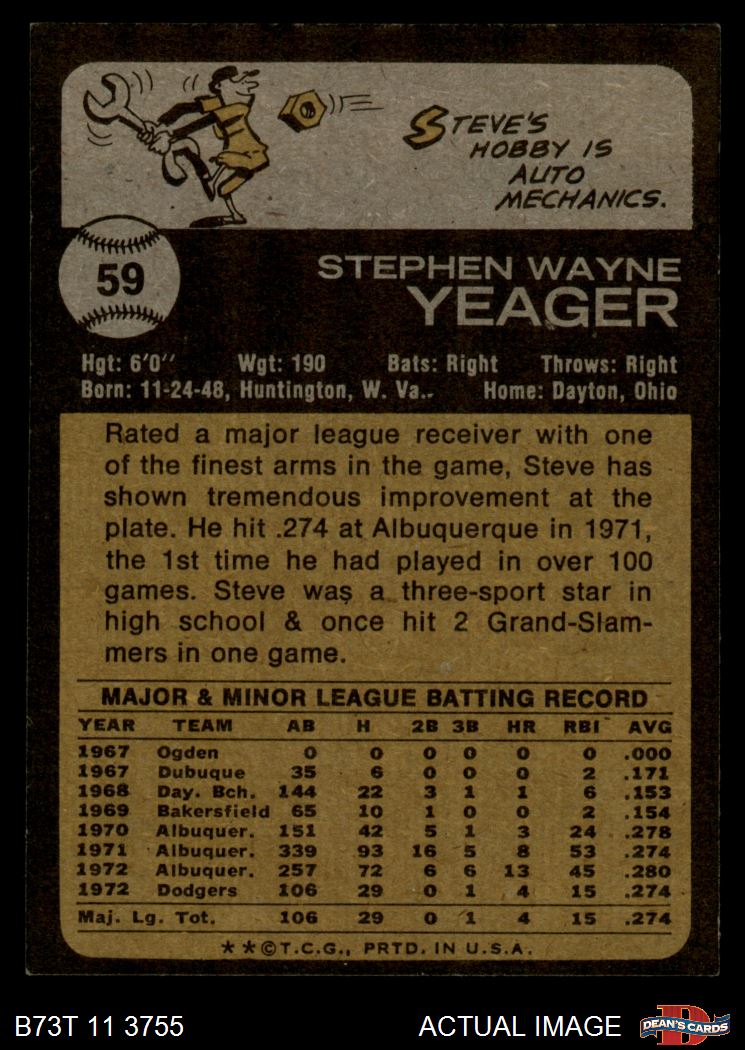 STEVE'S
HOBBY IS
AUTO
MECHANICS.
59
STEPHEN WAYNE
YEAGER
Hgt: 6'0" Wgt: 190 Bats: Right Throws: Right
Born: 11-24-48, Huntington, W. Va.. Home: Dayton, Ohio
Rated a major league receiver with one
of the finest arms in the game, Steve has
shown tremendous improvement at the
plate. He hit .274 at Albuquerque in 1971,
the 1st time he had played in over 100
games. Steve was a three-sport star in
high school & once hit 2 Grand-Slam-
mers in one game.
MAJOR & MINOR LEAGUE BATTING RECORD
YEAR TEAM AB H 2B 3B HR RBI AVG
1967 Ogden 0 0 0 0 0 0 .000
1967 Dubuque 35 6 0 0 0 2 .171
1968 Day. Bch. 144 22 3 1 1 6 .153
1969 Bakersfield 65 10 1 0 0 2 .154
1970 Albuquer. 151 42 5 1 3 24 .278
1971 Albuquer. 339 93 16 5 8 53 .274
1972 Albuquer. 257 72 6 6 13 45 .280
1972 Dodgers 106 29 0 1 4 15 .274
Maj. Lg. Tot. 106 29 0 1 4 15 .274
**©T.C.G., PRTD. IN U.S.A.
B73T 11 3755 ACTUAL IMAGE D DEAN'S CARDS